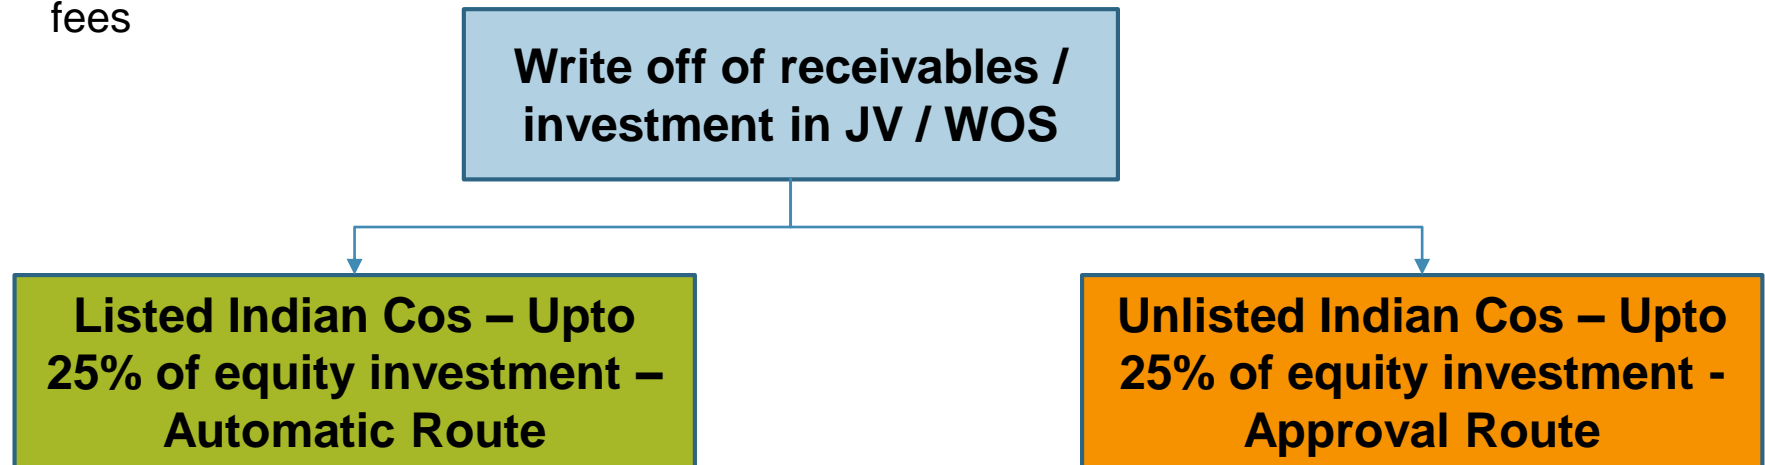 fees
Write off of receivables /
investment in JV / WOS
Listed Indian Cos – Upto
25% of equity investment –
Automatic Route
Unlisted Indian Cos – Upto
25% of equity investment -
Approval Route